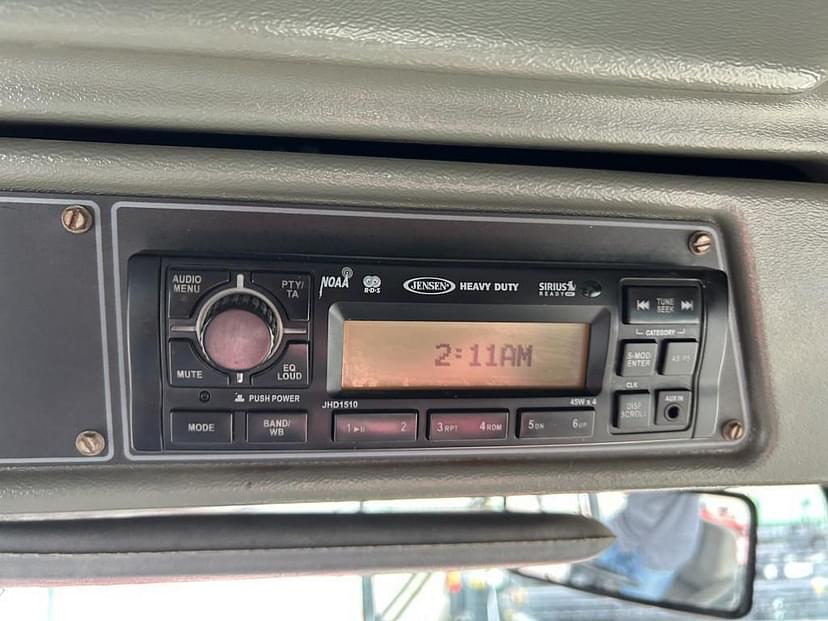 AUDIO MENU
PTY/TA
NOAA
R·D·S
JENSEN® HEAVY DUTY
SIRIUS
READY
TUNE SEEK
CATEGORY
2:11AM
S-MOD ENTER
AS PS
MUTE
EQ LOUD
CLK
PUSH POWER
JHD1510
45W x 4
DISP SCROLL
AUX IN
MODE
BAND/WB
1 2
3 RPT 4 RDM
5 DN 6 UP